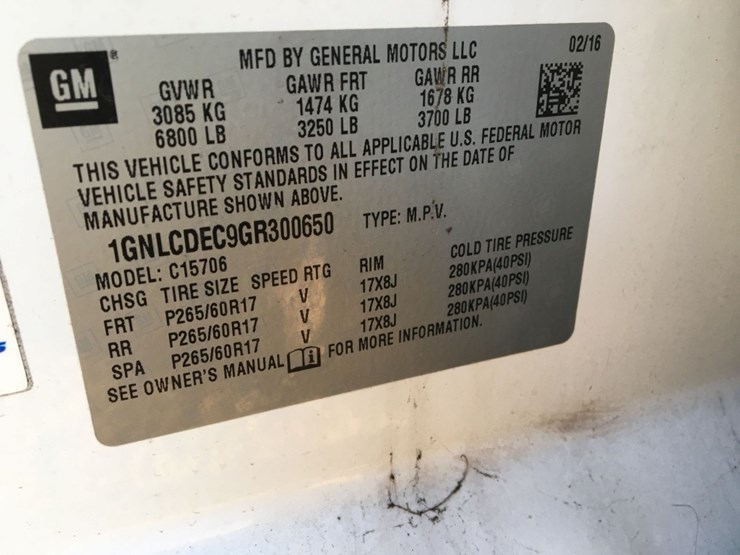 GM
MFD BY GENERAL MOTORS LLC 02/16
GVWR GAWR FRT GAWR RR
3085 KG 1474 KG 1678 KG
6800 LB 3250 LB 3700 LB
THIS VEHICLE CONFORMS TO ALL APPLICABLE U.S. FEDERAL MOTOR
VEHICLE SAFETY STANDARDS IN EFFECT ON THE DATE OF
MANUFACTURE SHOWN ABOVE.
1GNLCDEC9GR300650 TYPE: M.P.V.
MODEL: C15706
CHSG TIRE SIZE SPEED RTG RIM COLD TIRE PRESSURE
FRT P265/60R17 V 17X8J 280KPA(40PSI)
RR P265/60R17 V 17X8J 280KPA(40PSI)
SPA P265/60R17 V 17X8J 280KPA(40PSI)
SEE OWNER'S MANUAL FOR MORE INFORMATION.